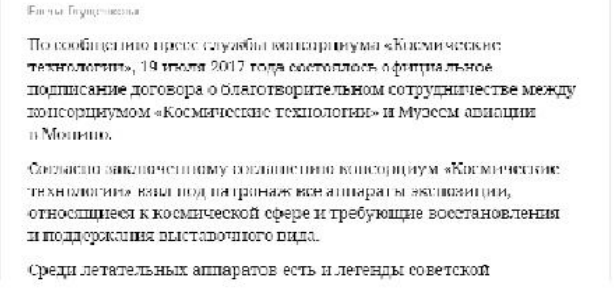 Елена Глущенкова
По сообщению пресс-службы консорциума «Космические
технологии», 19 июля 2017 года состоялось официальное
подписание договора о благотворительном сотрудничестве между
консорциумом «Космические технологии» и Музеем авиации
в Монино.
Согласно заключенному соглашению консорциум «Космические
технологии» взял под патронаж все аппараты экспозиции,
относящиеся к космической сфере и требующие восстановления
и поддержания выставочного вида.
Среди летательных аппаратов есть и легенды советской